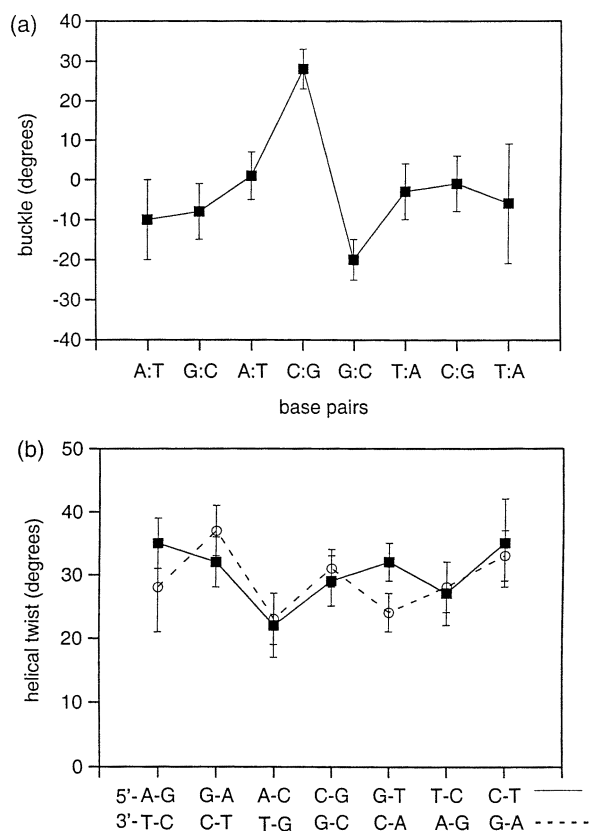 (a)
40
30
20
10
0
-10
-20
-30
-40
buckle (degrees)
A:T G:C A:T C:G G:C T:A C:G T:A
base pairs
(b)
50
40
30
20
10
0
helical twist (degrees)
5'-A-G G-A A-C C-G G-T T-C C-T
3'-T-C C-T T-G G-C C-A A-G G-A